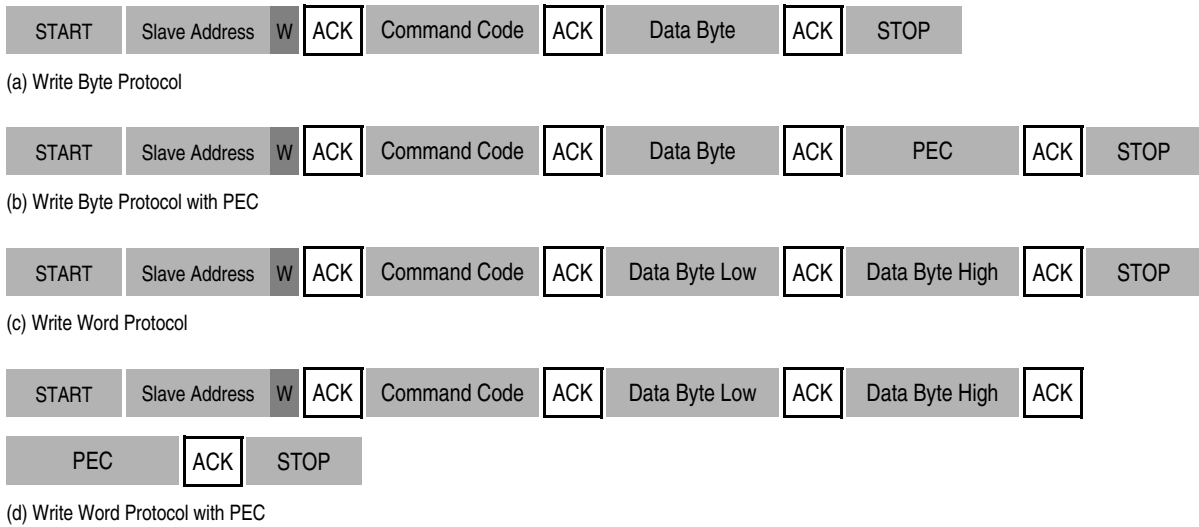 START Slave Address W ACK Command Code ACK Data Byte ACK STOP
(a) Write Byte Protocol
START Slave Address W ACK Command Code ACK Data Byte ACK PEC ACK STOP
(b) Write Byte Protocol with PEC
START Slave Address W ACK Command Code ACK Data Byte Low ACK Data Byte High ACK STOP
(c) Write Word Protocol
START Slave Address W ACK Command Code ACK Data Byte Low ACK Data Byte High ACK
PEC ACK STOP
(d) Write Word Protocol with PEC